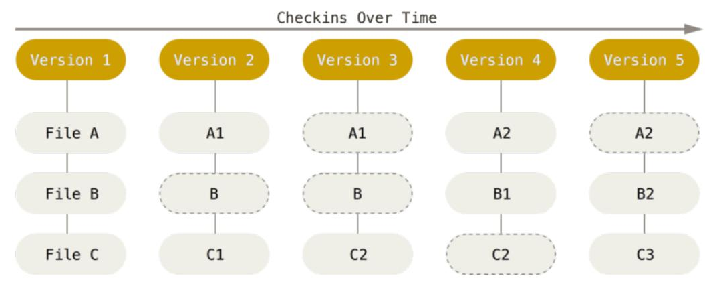 Checkins Over Time
Version 1 Version 2 Version 3 Version 4 Version 5
File A A1 A1 A2 A2
File B B B B1 B2
File C C1 C2 C2 C3